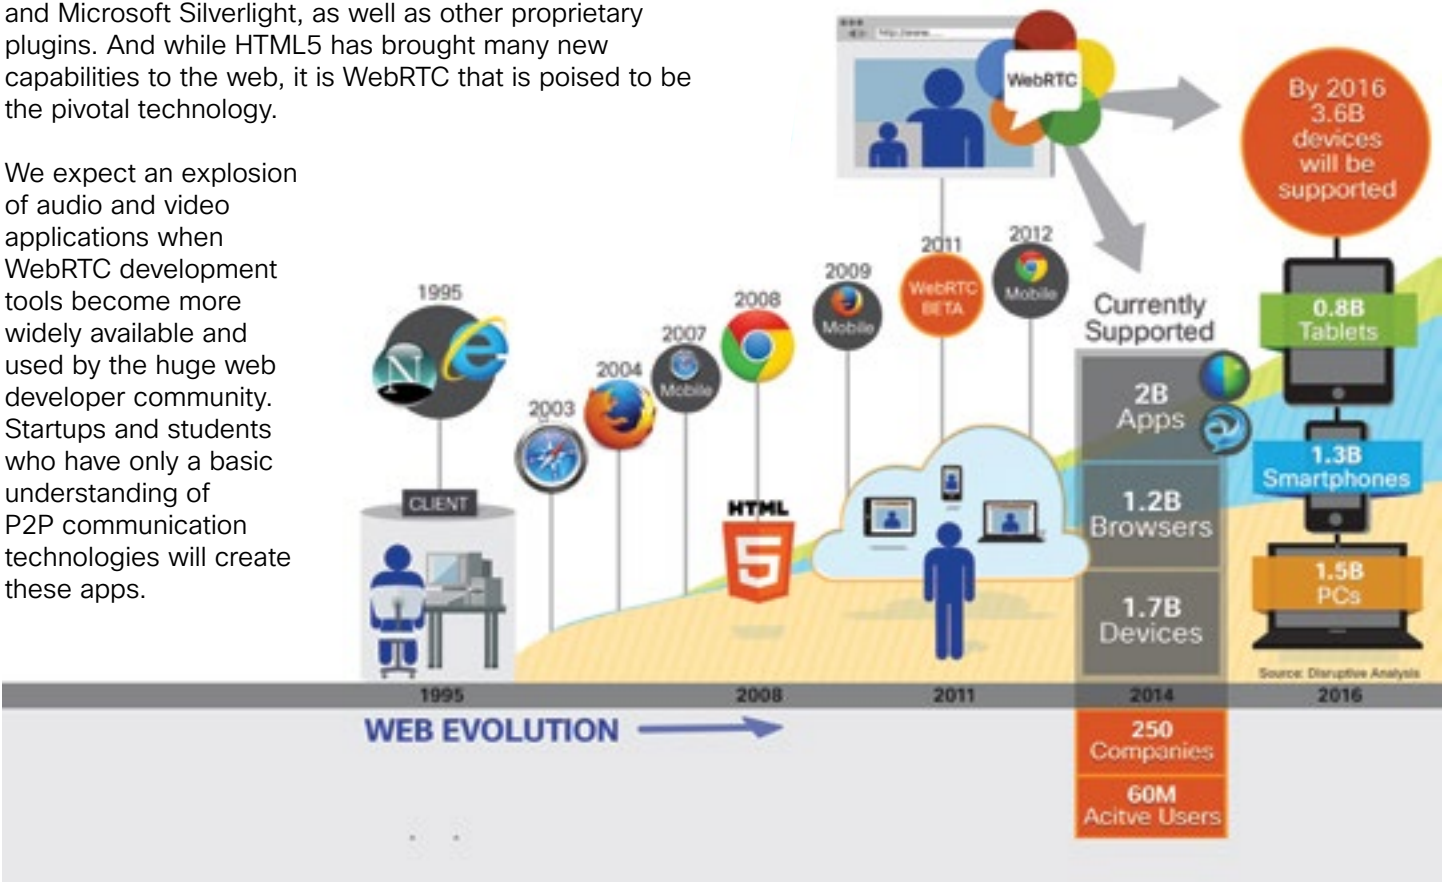 and Microsoft Silverlight, as well as other proprietary
plugins. And while HTML5 has brought many new
capabilities to the web, it is WebRTC that is poised to be
the pivotal technology.
We expect an explosion
of audio and video
applications when
WebRTC development
tools become more
widely available and
used by the huge web
developer community.
Startups and students
who have only a basic
understanding of
P2P communication
technologies will create
these apps.
http://www.....
WebRTC
By 2016
3.6B
devices
will be
supported
1995
2003
2004
2007
Mobile
2008
2009
Mobile
2011
WebRTC
BETA
2012
Mobile
Currently
Supported
2B
Apps
1.2B
Browsers
1.7B
Devices
0.8B
Tablets
1.3B
Smartphones
1.5B
PCs
CLIENT
N
HTML
5
Source: Disruptive Analysis
1995
2008
2011
2014
2016
WEB EVOLUTION
250
Companies
60M
Acitve Users